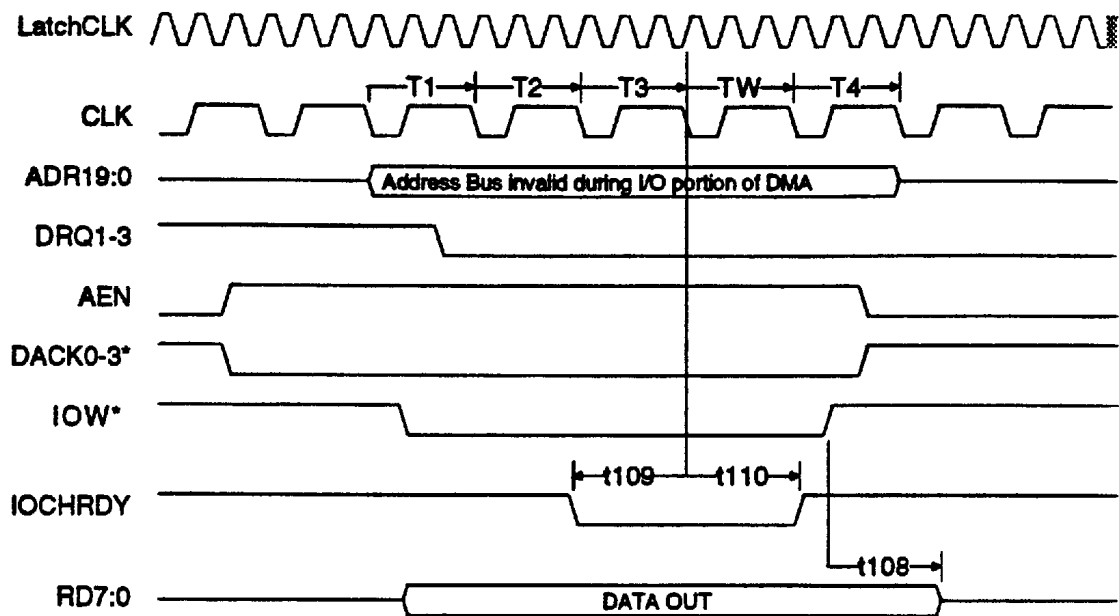 LatchCLK
T1 T2 T3 TW T4
CLK
ADR19:0
Address Bus invalid during I/O portion of DMA
DRQ1-3
AEN
DACK0-3*
IOW*
t109 t110
IOCHRDY
t108
RD7:0
DATA OUT